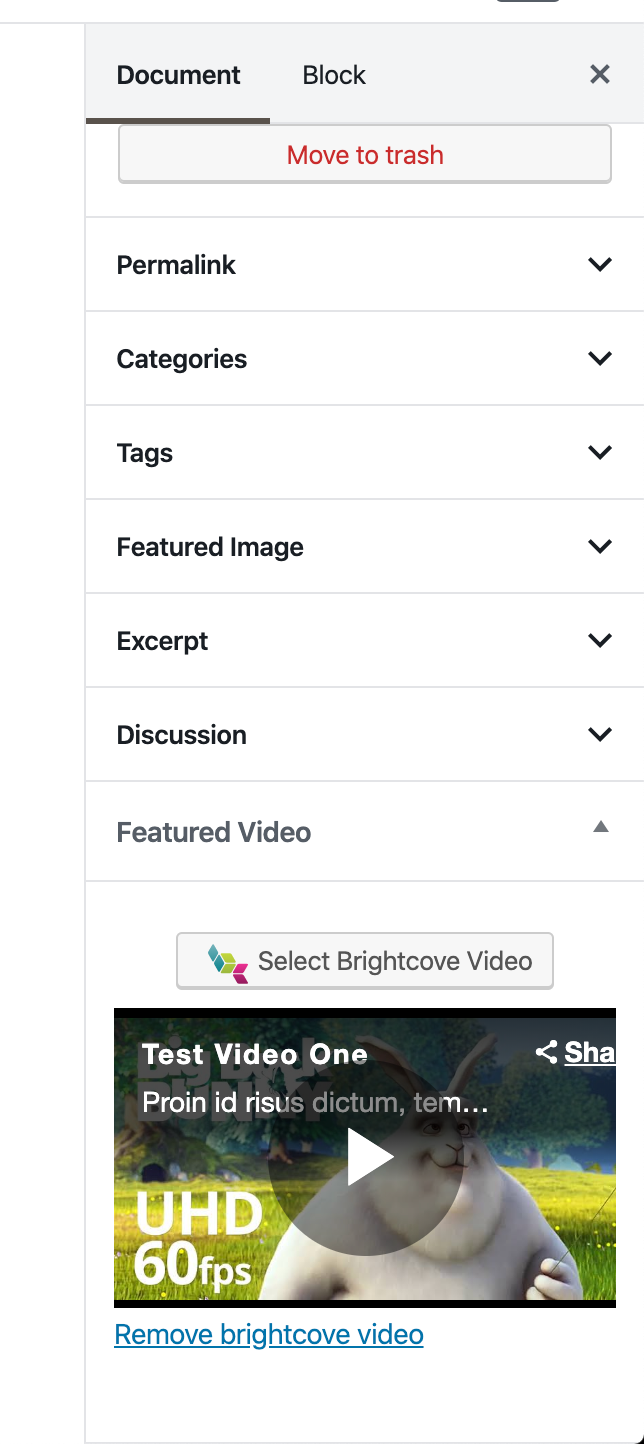 Document
Block
Move to trash
Permalink
Categories
Tags
Featured Image
Excerpt
Discussion
Featured Video
Select Brightcove Video
Test Video One
Sha
Proin id risus dictum, tem...
Big Buck
BUNNY
UHD
60fps
Remove brightcove video